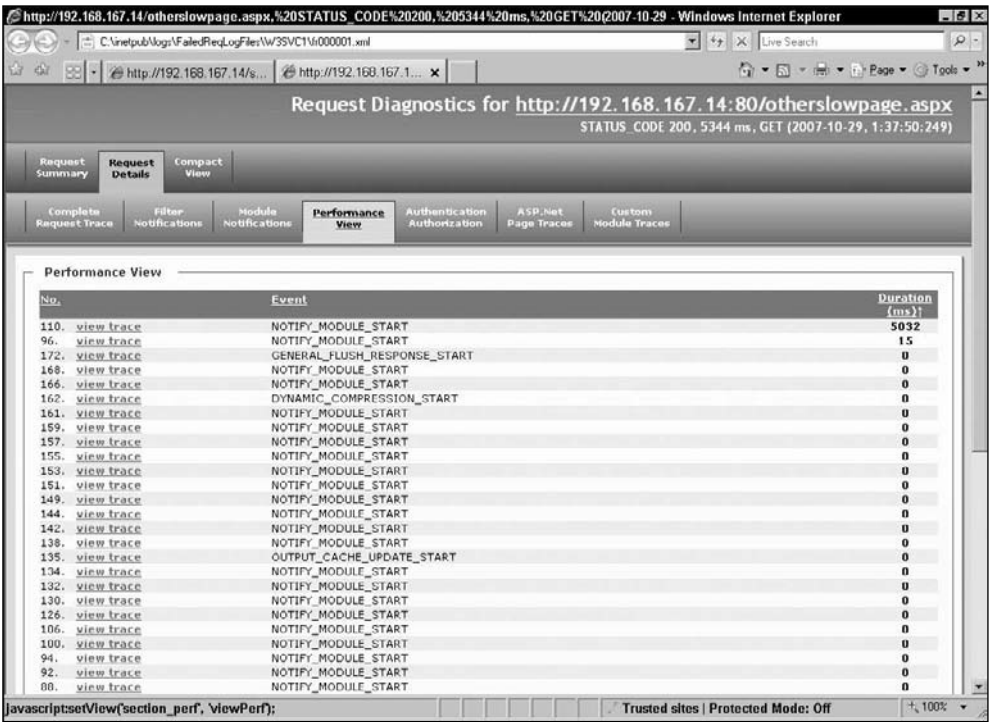 http://192.168.167.14/otherslowpage.aspx,%20STATUS_CODE%20200,%205344%20ms,%20GET%20(2007-10-29 - Windows Internet Explorer
C:\inetpub\logs\FailedReqLogFiles\W3SVC1\fr000001.xml
Live Search
http://192.168.167.14/s...
http://192.168.167.1...
Page
Tools
Request Diagnostics for http://192.168.167.14:80/otherslowpage.aspx
STATUS_CODE 200, 5344 ms, GET (2007-10-29, 1:37:50:249)
Request Summary
Request Details
Compact View
Complete Request Trace
Filter Notifications
Module Notifications
Performance View
Authentication Authorization
ASP.Net Page Traces
Custom Module Traces
Performance View
No. Event Duration (ms)↑
110. view trace NOTIFY_MODULE_START 5032
96. view trace NOTIFY_MODULE_START 15
172. view trace GENERAL_FLUSH_RESPONSE_START 0
168. view trace NOTIFY_MODULE_START 0
166. view trace NOTIFY_MODULE_START 0
162. view trace DYNAMIC_COMPRESSION_START 0
161. view trace NOTIFY_MODULE_START 0
159. view trace NOTIFY_MODULE_START 0
157. view trace NOTIFY_MODULE_START 0
155. view trace NOTIFY_MODULE_START 0
153. view trace NOTIFY_MODULE_START 0
151. view trace NOTIFY_MODULE_START 0
149. view trace NOTIFY_MODULE_START 0
144. view trace NOTIFY_MODULE_START 0
142. view trace NOTIFY_MODULE_START 0
138. view trace NOTIFY_MODULE_START 0
135. view trace OUTPUT_CACHE_UPDATE_START 0
134. view trace NOTIFY_MODULE_START 0
132. view trace NOTIFY_MODULE_START 0
130. view trace NOTIFY_MODULE_START 0
126. view trace NOTIFY_MODULE_START 0
106. view trace NOTIFY_MODULE_START 0
100. view trace NOTIFY_MODULE_START 0
94. view trace NOTIFY_MODULE_START 0
92. view trace NOTIFY_MODULE_START 0
88. view trace NOTIFY_MODULE_START 0
javascript:setView('section_perf', 'viewPerf');
Trusted sites | Protected Mode: Off
100%